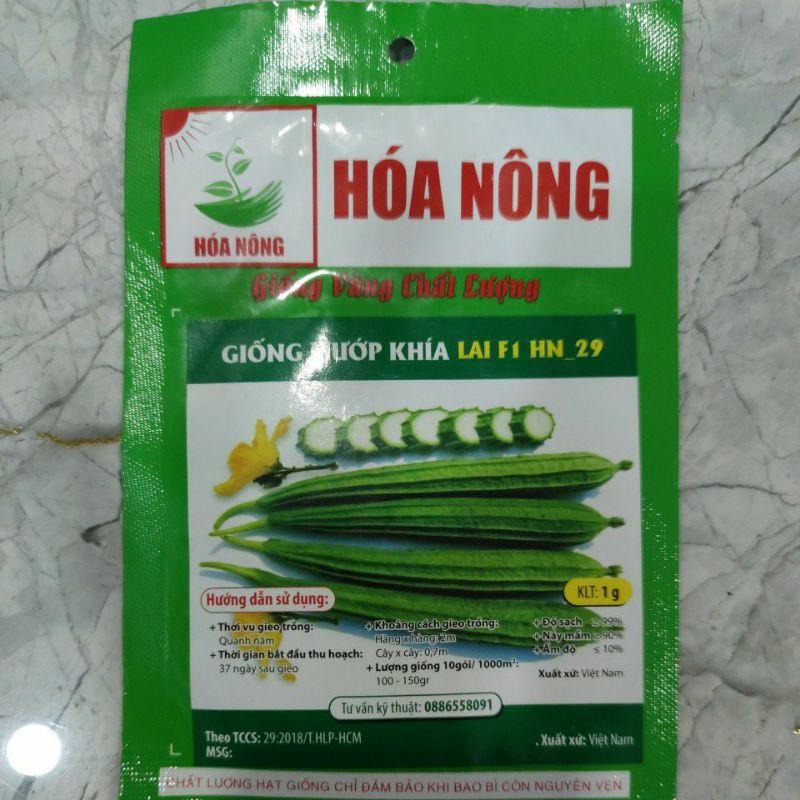 HÓA NÔNG
HÓA NÔNG
Giống Vàng Chất Lượng
GIỐNG MƯỚP KHÍA LAI F1 HN_29
KLT: 1 g
Hướng dẫn sử dụng:
+ Thời vụ gieo trồng:
Quanh năm
+ Thời gian bắt đầu thu hoạch:
37 ngày sau gieo
+ Khoảng cách gieo trồng:
Hàng x hàng: 2m
Cây x cây: 0,7m
+ Lượng giống 10gói/ 1000m²:
100 - 150gr
+ Độ sạch ≥ 99%
+ Nảy mầm ≥ 90%
+ Ẩm độ ≤ 10%
Xuất xứ: Việt Nam
Tư vấn kỹ thuật: 0886558091
Theo TCCS: 29:2018/T.HLP-HCM
MSG:
. Xuất xứ: Việt Nam
CHẤT LƯỢNG HẠT GIỐNG CHỈ ĐẢM BẢO KHI BAO BÌ CÒN NGUYÊN VẸN